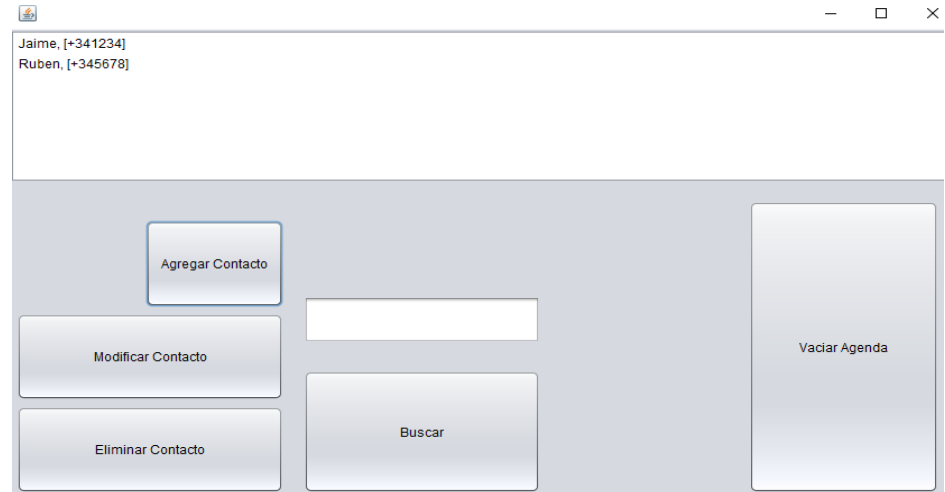 Jaime, [+341234]
Ruben, [+345678]
Agregar Contacto
Modificar Contacto
Eliminar Contacto
Buscar
Vaciar Agenda